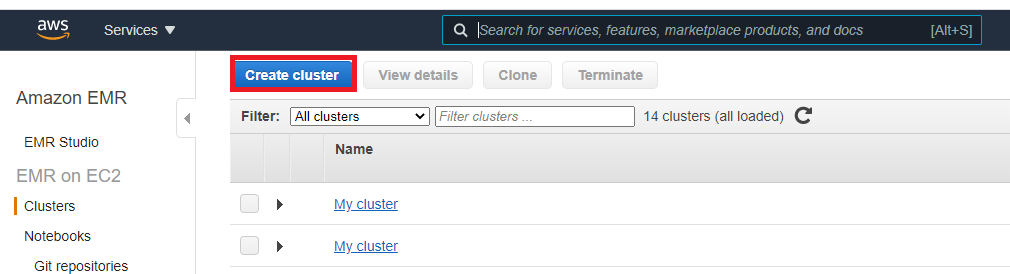 aws
Services
Search for services, features, marketplace products, and docs [Alt+S]
Amazon EMR
EMR Studio
EMR on EC2
Clusters
Notebooks
Git repositories
Create cluster
View details
Clone
Terminate
Filter: All clusters Filter clusters ... 14 clusters (all loaded)
Name
My cluster
My cluster